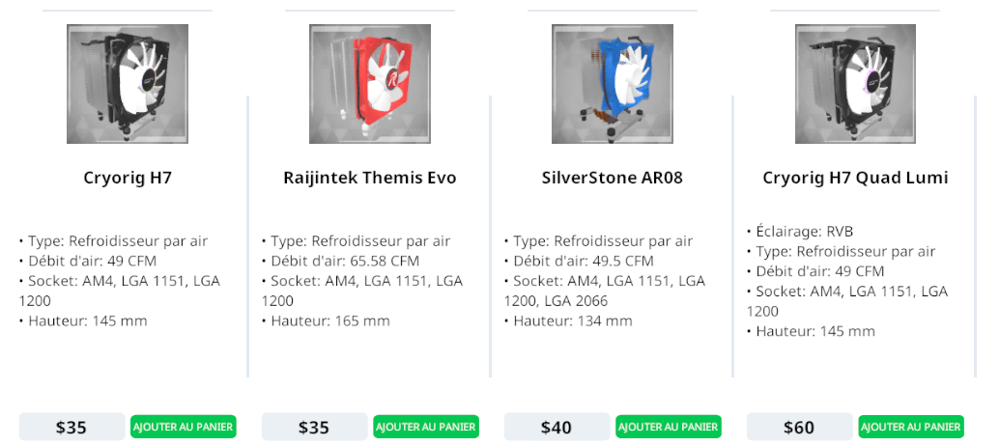 Cryorig H7
• Type: Refroidisseur par air
• Débit d'air: 49 CFM
• Socket: AM4, LGA 1151, LGA
1200
• Hauteur: 145 mm
$35
AJOUTER AU PANIER
Raijintek Themis Evo
• Type: Refroidisseur par air
• Débit d'air: 65.58 CFM
• Socket: AM4, LGA 1151, LGA
1200
• Hauteur: 165 mm
$35
AJOUTER AU PANIER
SilverStone AR08
• Type: Refroidisseur par air
• Débit d'air: 49.5 CFM
• Socket: AM4, LGA 1151, LGA
1200, LGA 2066
• Hauteur: 134 mm
$40
AJOUTER AU PANIER
Cryorig H7 Quad Lumi
• Éclairage: RVB
• Type: Refroidisseur par air
• Débit d'air: 49 CFM
• Socket: AM4, LGA 1151, LGA
1200
• Hauteur: 145 mm
$60
AJOUTER AU PANIER